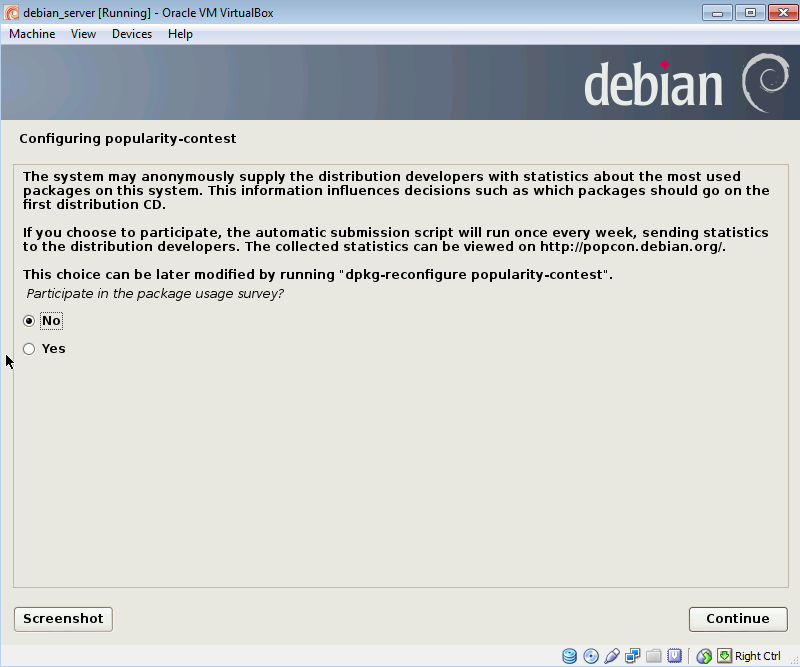 debian_server [Running] - Oracle VM VirtualBox
Machine View Devices Help
debian
Configuring popularity-contest
The system may anonymously supply the distribution developers with statistics about the most used
packages on this system. This information influences decisions such as which packages should go on the
first distribution CD.
If you choose to participate, the automatic submission script will run once every week, sending statistics
to the distribution developers. The collected statistics can be viewed on http://popcon.debian.org/.
This choice can be later modified by running "dpkg-reconfigure popularity-contest".
Participate in the package usage survey?
No
Yes
Screenshot
Continue
Right Ctrl